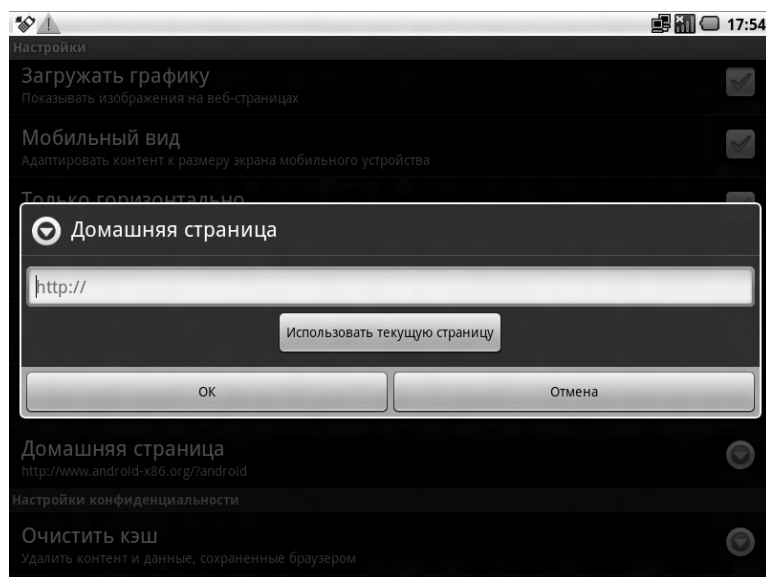 17:54
Настройки
Загружать графику
Показывать изображения на веб-страницах
Мобильный вид
Адаптировать контент к размеру экрана мобильного устройства
Только горизонтально
Домашняя страница
http://
Использовать текущую страницу
ОК
Отмена
Домашняя страница
http://www.android-x86.org/?android
Настройки конфиденциальности
Очистить кэш
Удалить контент и данные, сохраненные браузером